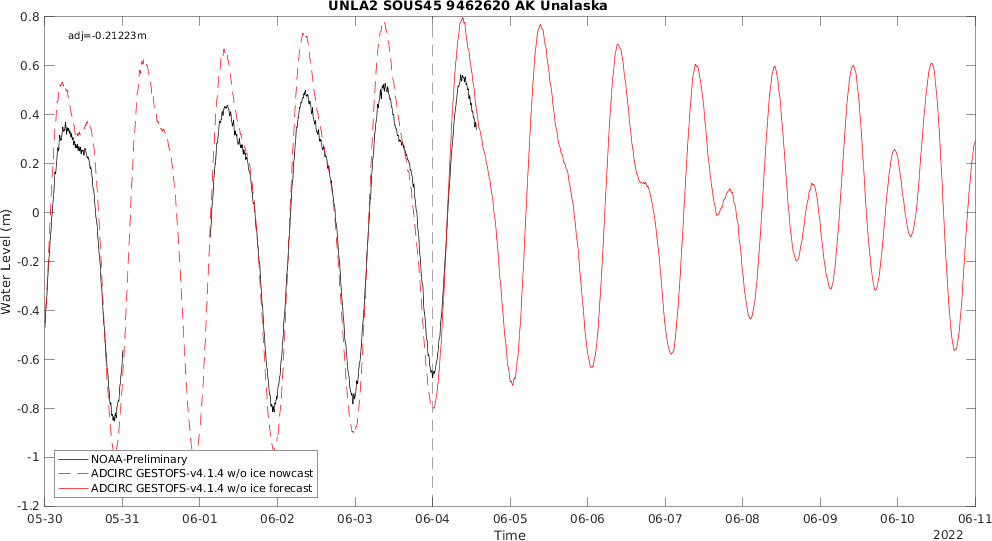 UNLA2 SOUS45 9462620 AK Unalaska
adj=-0.21223m
0.8
0.6
0.4
0.2
0
-0.2
-0.4
-0.6
-0.8
-1
-1.2
Water Level (m)
NOAA-Preliminary
ADCIRC GESTOFS-v4.1.4 w/o ice nowcast
ADCIRC GESTOFS-v4.1.4 w/o ice forecast
05-30 05-31 06-01 06-02 06-03 06-04 06-05 06-06 06-07 06-08 06-09 06-10 06-11
Time
2022